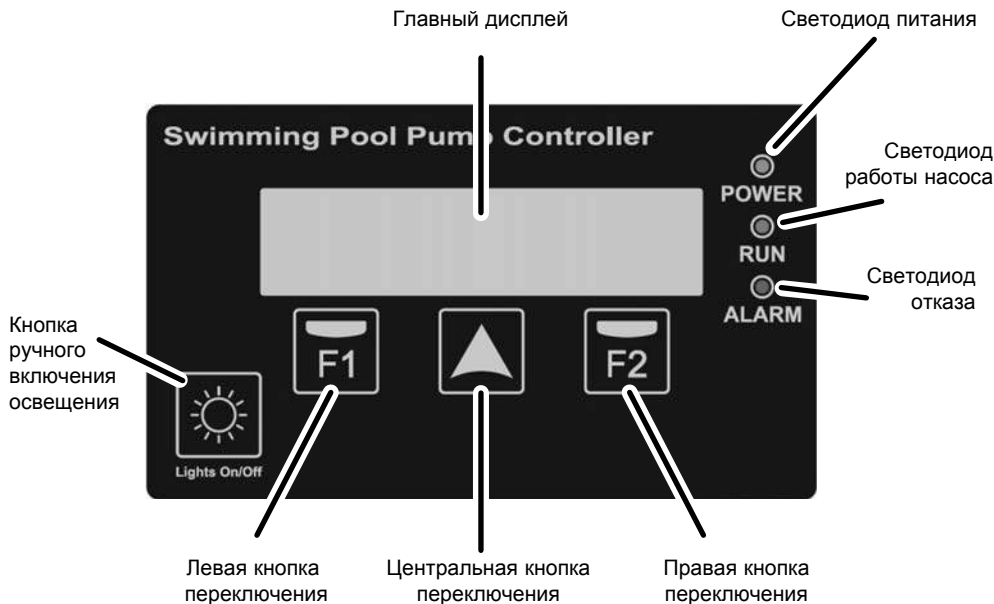 Главный дисплей
Светодиод питания
Swimming Pool Pump Controller
POWER
Светодиод
работы насоса
RUN
Светодиод
отказа
ALARM
Кнопка
ручного
включения
освещения
F1
F2
Lights On/Off
Левая кнопка
переключения
Центральная кнопка
переключения
Правая кнопка
переключения